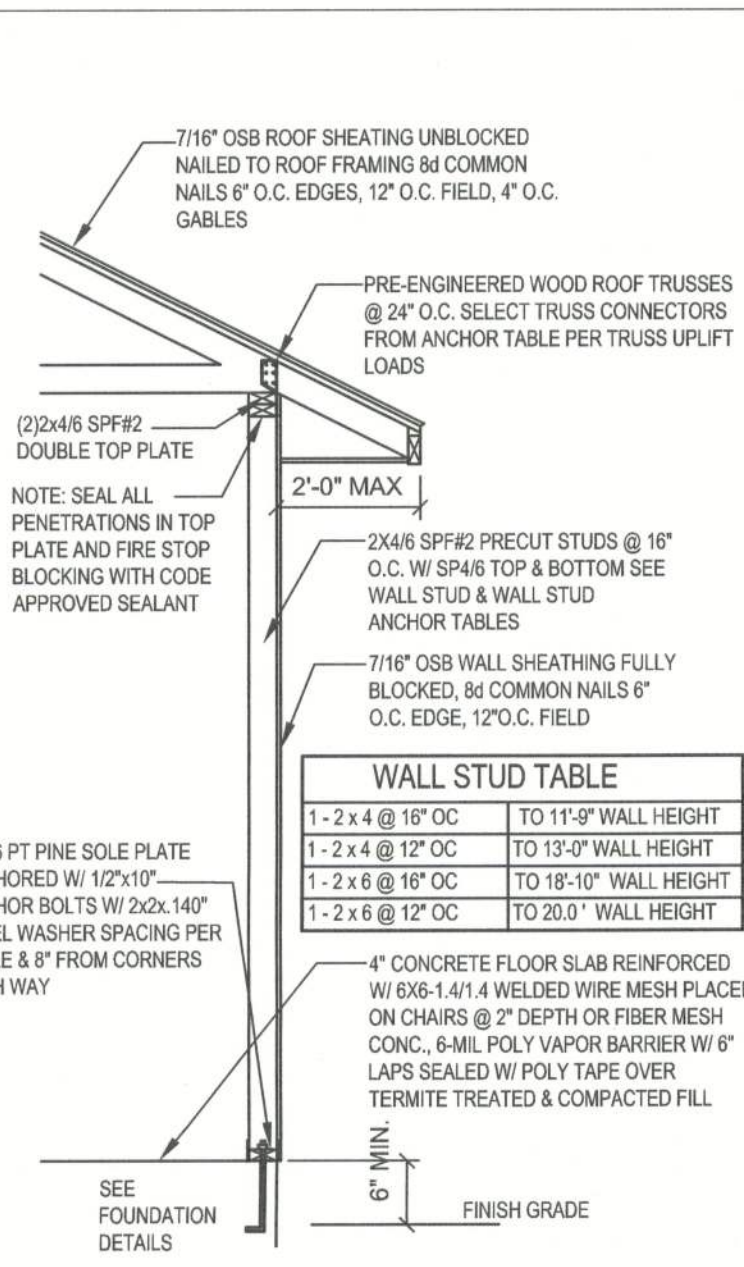 7/16" OSB ROOF SHEATING UNBLOCKED
NAILED TO ROOF FRAMING 8d COMMON
NAILS 6" O.C. EDGES, 12" O.C. FIELD, 4" O.C.
GABLES
PRE-ENGINEERED WOOD ROOF TRUSSES
@ 24" O.C. SELECT TRUSS CONNECTORS
FROM ANCHOR TABLE PER TRUSS UPLIFT
LOADS
(2)2x4/6 SPF#2
DOUBLE TOP PLATE
2'-0" MAX
NOTE: SEAL ALL
PENETRATIONS IN TOP
PLATE AND FIRE STOP
BLOCKING WITH CODE
APPROVED SEALANT
2X4/6 SPF#2 PRECUT STUDS @ 16"
O.C. W/ SP4/6 TOP & BOTTOM SEE
WALL STUD & WALL STUD
ANCHOR TABLES
7/16" OSB WALL SHEATHING FULLY
BLOCKED, 8d COMMON NAILS 6"
O.C. EDGE, 12"O.C. FIELD
WALL STUD TABLE
1 - 2 x 4 @ 16" OC TO 11'-9" WALL HEIGHT
1 - 2 x 4 @ 12" OC TO 13'-0" WALL HEIGHT
1 - 2 x 6 @ 16" OC TO 18'-10" WALL HEIGHT
1 - 2 x 6 @ 12" OC TO 20.0 ' WALL HEIGHT
6 PT PINE SOLE PLATE
HORED W/ 1/2"x10"
HOR BOLTS W/ 2x2x.140"
EL WASHER SPACING PER
E & 8" FROM CORNERS
H WAY
4" CONCRETE FLOOR SLAB REINFORCED
W/ 6X6-1.4/1.4 WELDED WIRE MESH PLACED
ON CHAIRS @ 2" DEPTH OR FIBER MESH
CONC., 6-MIL POLY VAPOR BARRIER W/ 6"
LAPS SEALED W/ POLY TAPE OVER
TERMITE TREATED & COMPACTED FILL
6" MIN.
SEE
FOUNDATION
DETAILS
FINISH GRADE